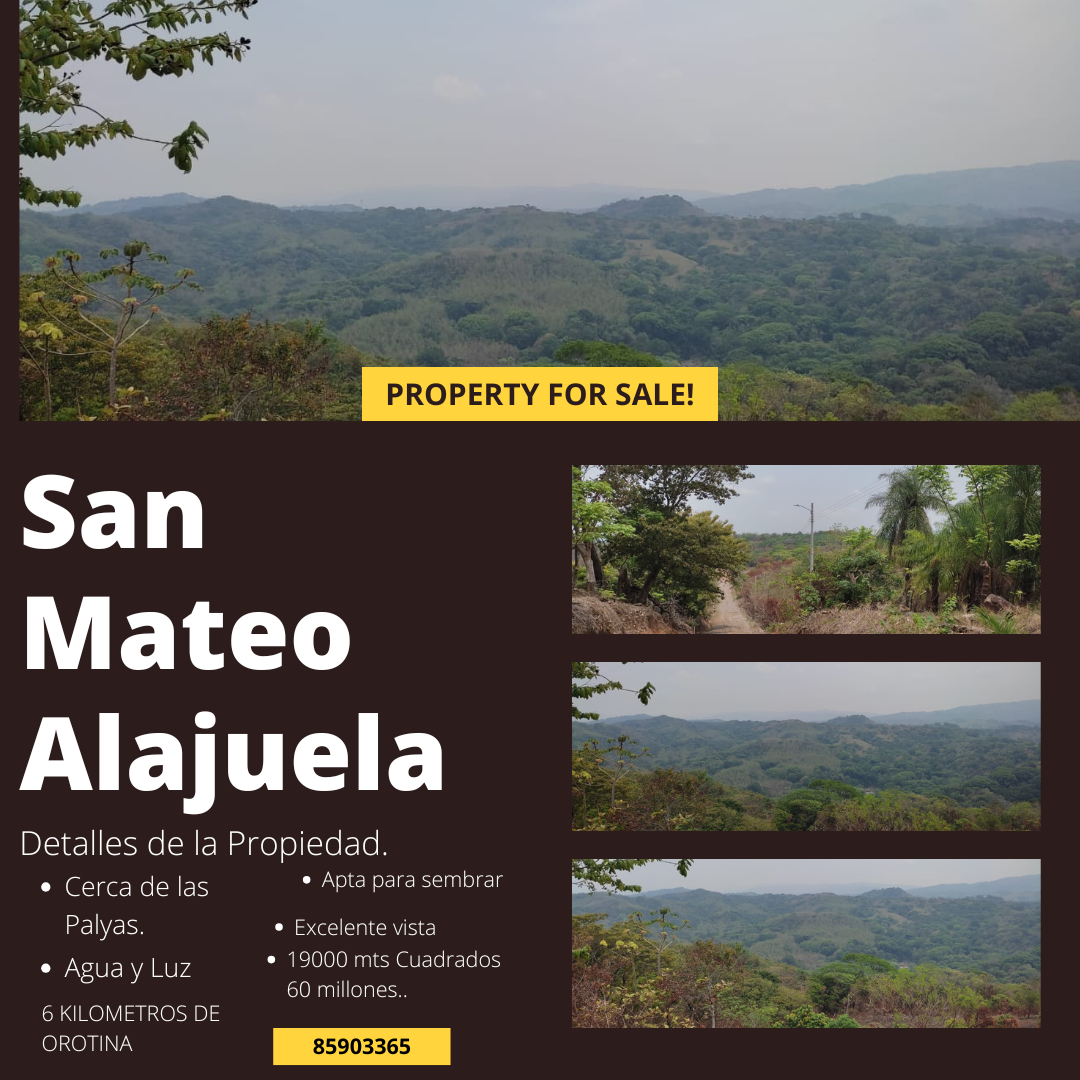 PROPERTY FOR SALE!
San
Mateo
Alajuela
Detalles de la Propiedad.
Cerca de las
Palyas.
Agua y Luz
6 KILOMETROS DE
OROTINA
Apta para sembrar
Excelente vista
19000 mts Cuadrados
60 millones..
85903365